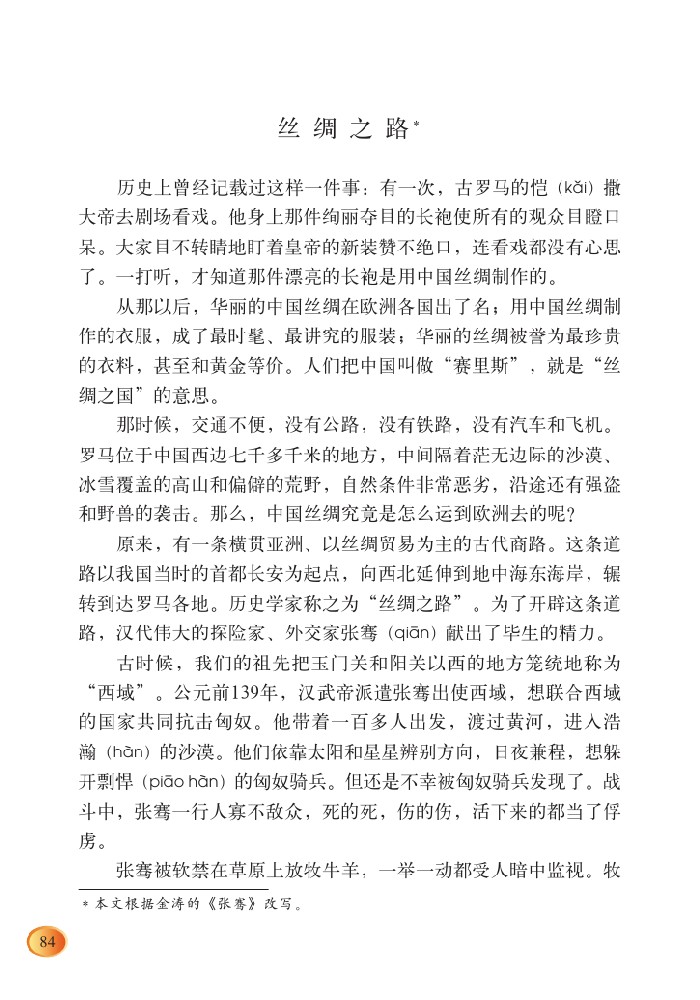 丝绸之路*
历史上曾经记载过这样一件事：有一次，古罗马的恺（kǎi）撒
大帝去剧场看戏。他身上那件绚丽夺目的长袍使所有的观众目瞪口
呆。大家目不转睛地盯着皇帝的新装赞不绝口，连看戏都没有心思
了。一打听，才知道那件漂亮的长袍是用中国丝绸制作的。
从那以后，华丽的中国丝绸在欧洲各国出了名；用中国丝绸制
作的衣服，成了最时髦、最讲究的服装；华丽的丝绸被誉为最珍贵
的衣料，甚至和黄金等价。人们把中国叫做“赛里斯”，就是“丝
绸之国”的意思。
那时候，交通不便，没有公路，没有铁路，没有汽车和飞机。
罗马位于中国西边七千多千米的地方，中间隔着茫无边际的沙漠、
冰雪覆盖的高山和偏僻的荒野，自然条件非常恶劣，沿途还有强盗
和野兽的袭击。那么，中国丝绸究竟是怎么运到欧洲去的呢？
原来，有一条横贯亚洲、以丝绸贸易为主的古代商路。这条道
路以我国当时的首都长安为起点，向西北延伸到地中海东海岸，辗
转到达罗马各地。历史学家称之为“丝绸之路”。为了开辟这条道
路，汉代伟大的探险家、外交家张骞（qiān）献出了毕生的精力。
古时候，我们的祖先把玉门关和阳关以西的地方笼统地称为
“西域”。公元前139年，汉武帝派遣张骞出使西域，想联合西域
的国家共同抗击匈奴。他带着一百多人出发，渡过黄河，进入浩
瀚（hàn）的沙漠。他们依靠太阳和星星辨别方向，日夜兼程，想躲
开剽悍（piāo hàn）的匈奴骑兵。但还是不幸被匈奴骑兵发现了。战
斗中，张骞一行人寡不敌众，死的死，伤的伤，活下来的都当了俘
虏。
张骞被软禁在草原上放牧牛羊，一举一动都受人暗中监视。牧
* 本文根据金涛的《张骞》改写。
84